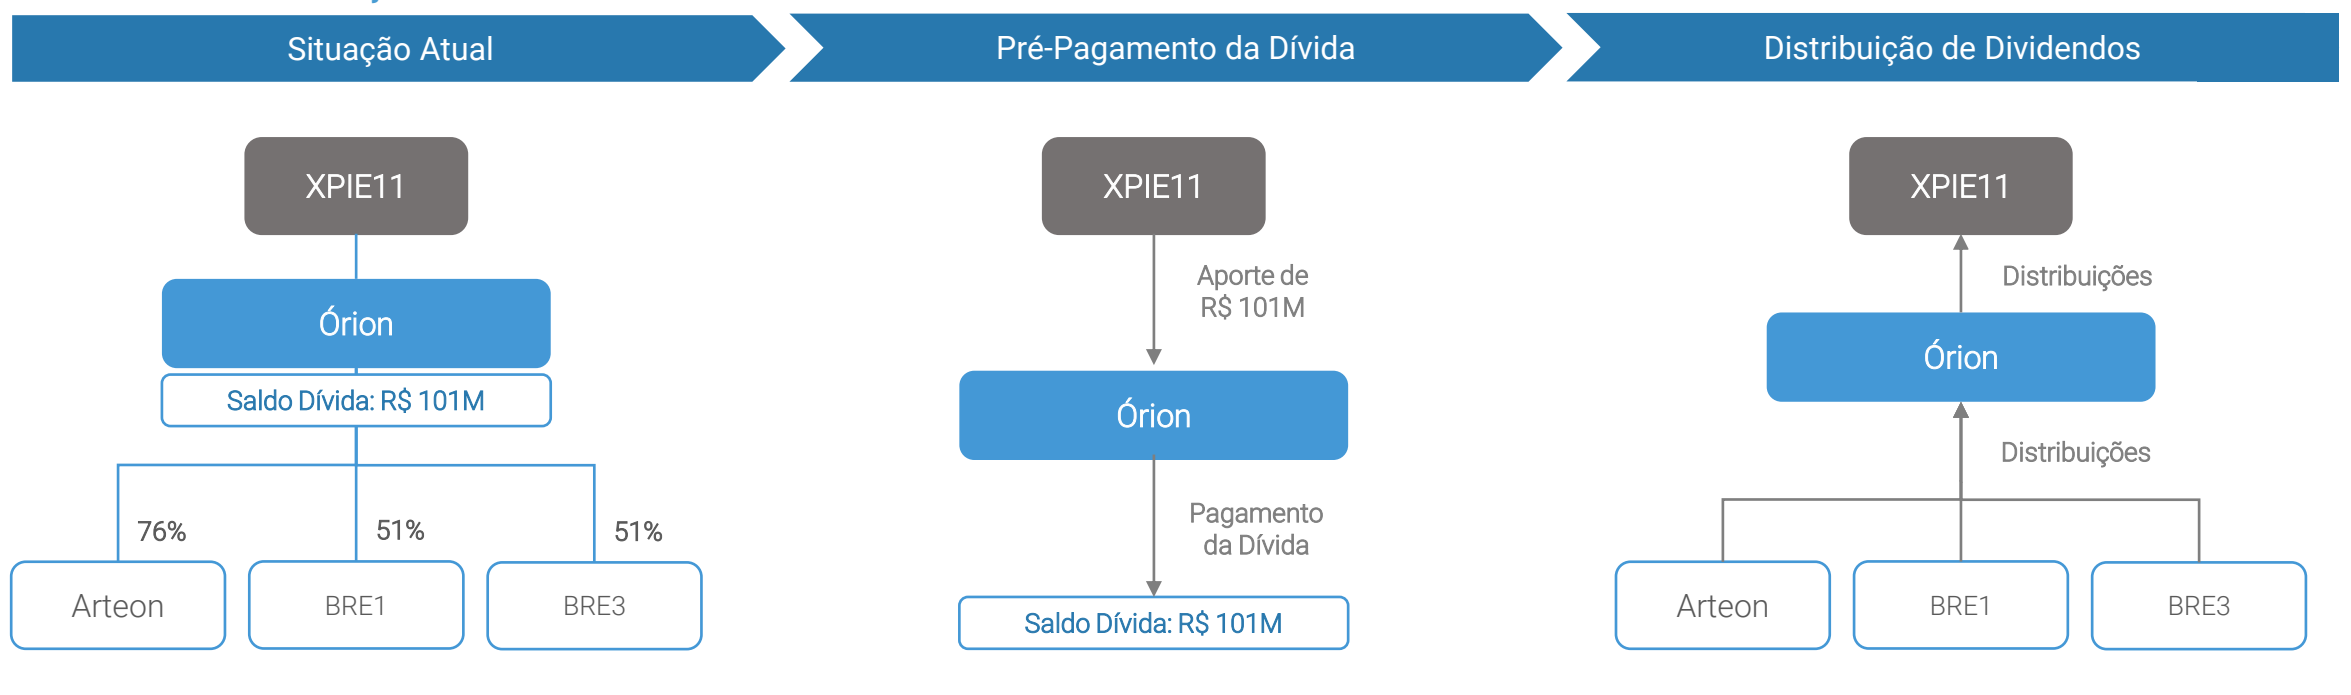 Situação Atual
Pré-Pagamento da Dívida
Distribuição de Dividendos
XPIE11
Órion
Saldo Dívida: R$ 101M
76%
51%
51%
Arteon
BRE1
BRE3
XPIE11
Aporte de
R$ 101M
Órion
Pagamento
da Dívida
Saldo Dívida: R$ 101M
XPIE11
Distribuições
Órion
Distribuições
Arteon
BRE1
BRE3